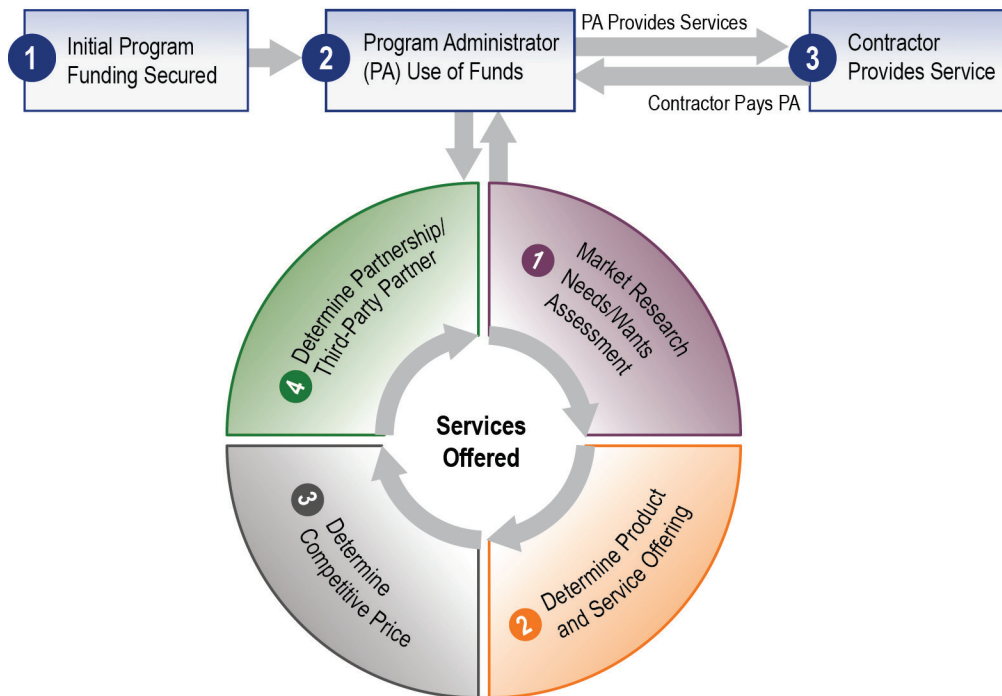 1
Initial Program
Funding Secured
2
Program Administrator
(PA) Use of Funds
PA Provides Services
Contractor Pays PA
3
Contractor
Provides Service
1
Market Research
Needs/Wants
Assessment
2
Determine Product
and Service Offering
3
Determine
Competitive Price
4
Determine Partnership/
Third-Party Partner
Services
Offered